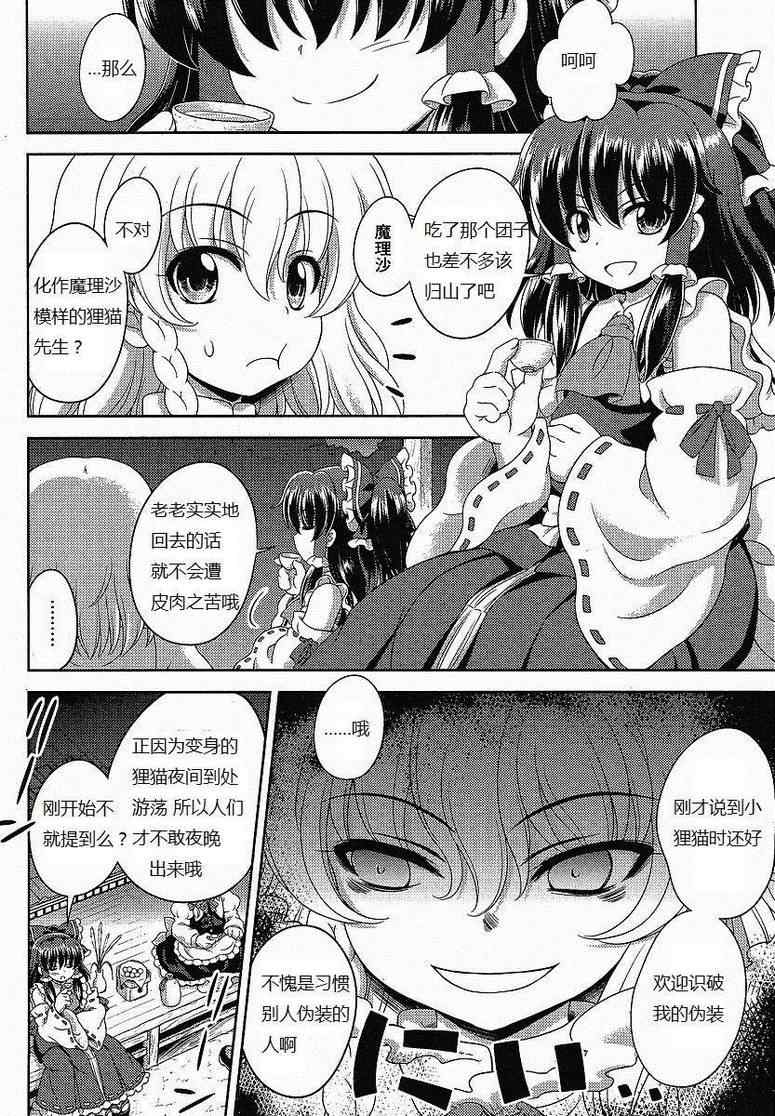 呵呵
...那么
吃了那个团子
也差不多该
归山了吧
魔理沙
不对
化作魔理沙
模样的狸猫
先生？
老老实实地
回去的话
就不会遭
皮肉之苦哦
........
......哦
刚才说到小
狸猫时还好
欢迎识破
我的伪装
不愧是习惯
别人伪装的
人啊
正因为变身的
狸猫夜间到处
游荡 所以人们
才不敢夜晚
出来哦
刚开始不
就提到么？